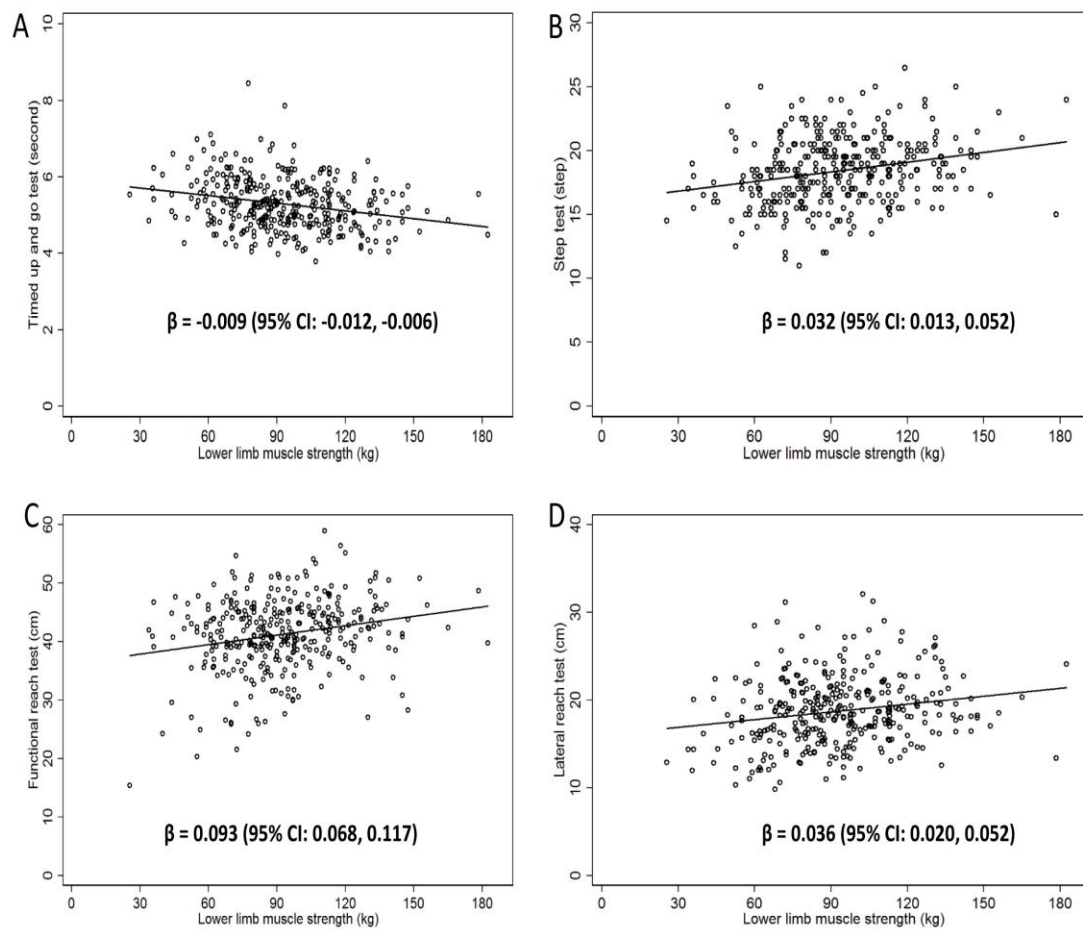 A
Timed up and go test (second)
10
8
6
4
2
0
β = -0.009 (95% CI: -0.012, -0.006)
0 30 60 90 120 150 180
Lower limb muscle strength (kg)
B
Step test (step)
30
25
20
15
10
5
0
β = 0.032 (95% CI: 0.013, 0.052)
0 30 60 90 120 150 180
Lower limb muscle strength (kg)
C
Functional reach test (cm)
60
50
40
30
20
10
0
β = 0.093 (95% CI: 0.068, 0.117)
0 30 60 90 120 150 180
Lower limb muscle strength (kg)
D
Lateral reach test (cm)
40
30
20
10
0
β = 0.036 (95% CI: 0.020, 0.052)
0 30 60 90 120 150 180
Lower limb muscle strength (kg)